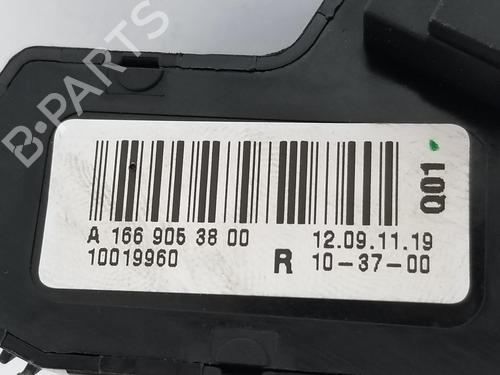 B-PARTS
A 166 905 38 00
12.09.11.19
10019960
R 10-37-00
Q01